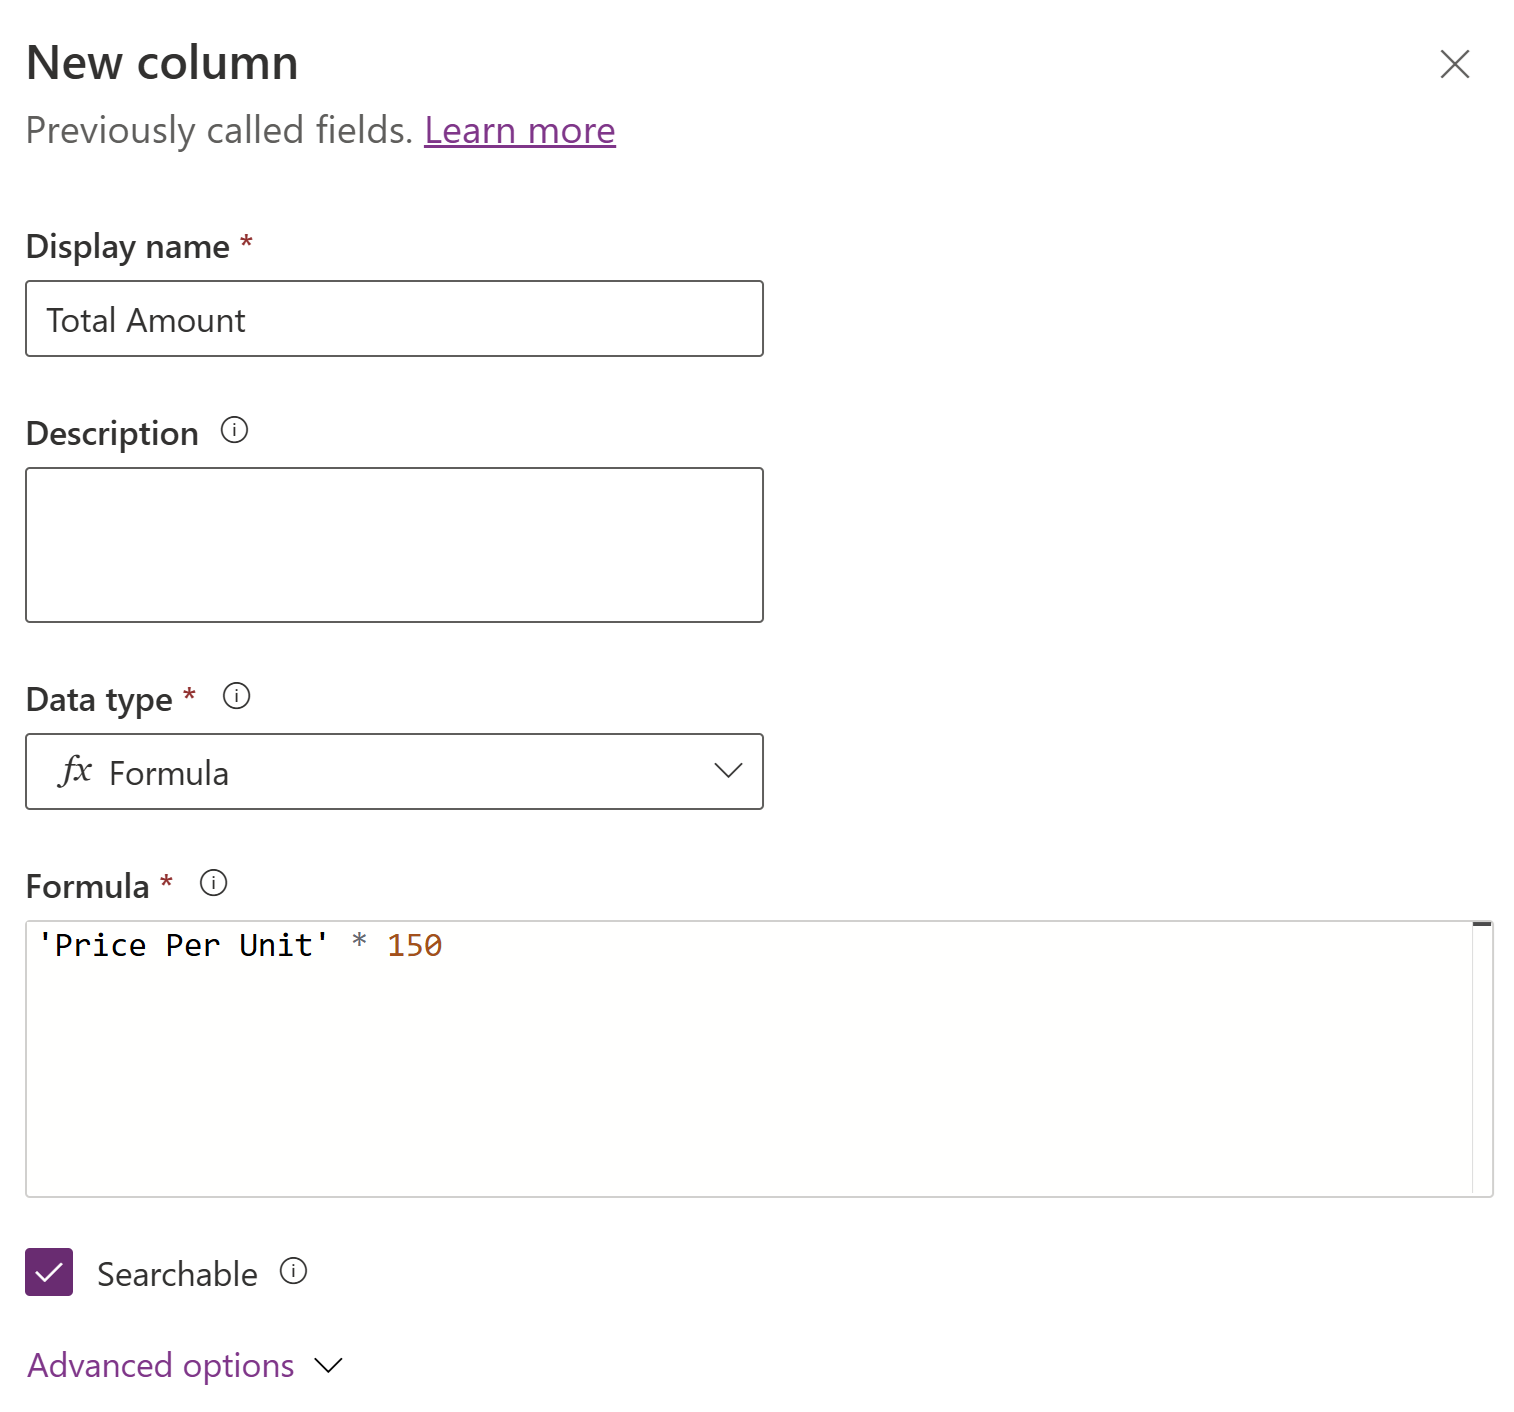 New column
Previously called fields. Learn more
Display name *
Total Amount
Description
Data type *
fx Formula
Formula *
'Price Per Unit' * 150
Searchable
Advanced options